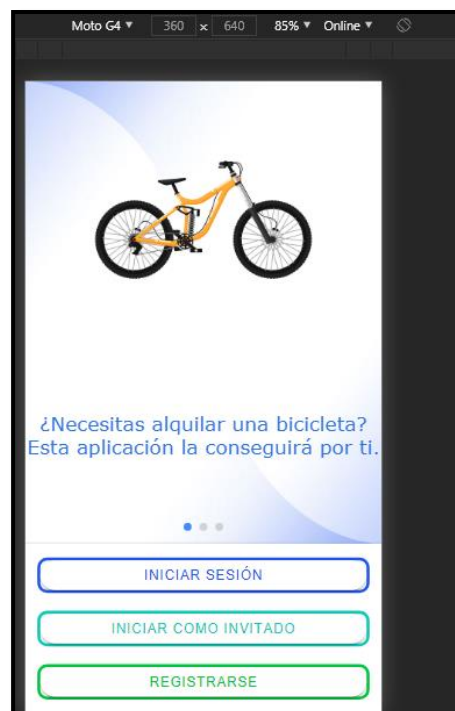 Moto G4 ▼ 360 x 640 85% ▼ Online ▼
¿Necesitas alquilar una bicicleta?
Esta aplicación la conseguirá por ti.
INICIAR SESIÓN
INICIAR COMO INVITADO
REGISTRARSE